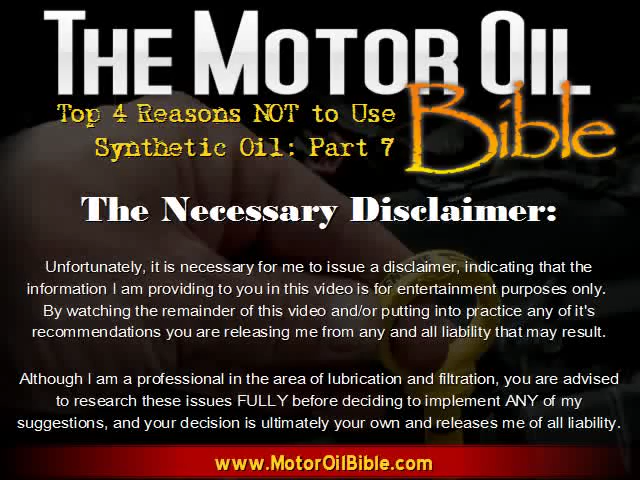 The Motor Oil
Bible
Top 4 Reasons NOT to Use
Synthetic Oil: Part 7
The Necessary Disclaimer:
Unfortunately, it is necessary for me to issue a disclaimer, indicating that the
information I am providing to you in this video is for entertainment purposes only.
By watching the remainder of this video and/or putting into practice any of it's
recommendations you are releasing me from any and all liability that may result.
Although I am a professional in the area of lubrication and filtration, you are advised
to research these issues FULLY before deciding to implement ANY of my
suggestions, and your decision is ultimately your own and releases me of all liability.
www.MotorOilBible.com